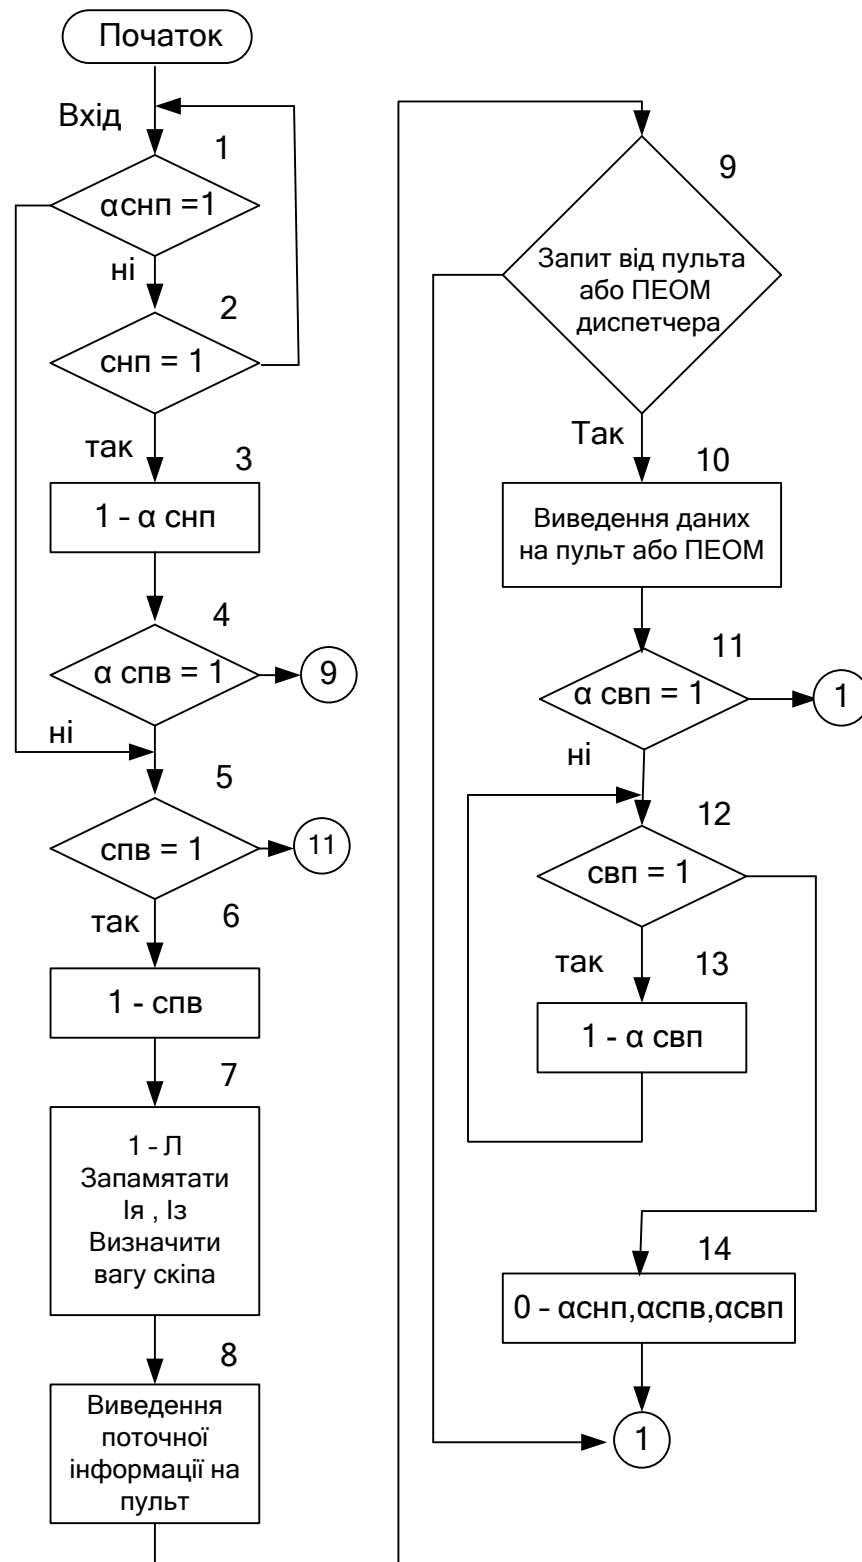 Початок
Вхід
1
αснп =1
ні
2
снп = 1
так
3
1 - α снп
4
α спв = 1
9
ні
5
спв = 1
11
так
6
1 - спв
7
1 - Л
Запамятати
Ія , Із
Визначити
вагу скіпа
8
Виведення
поточної
інформації на
пульт
9
Запит від пульта
або ПЕОМ
диспетчера
Так
10
Виведення даних
на пульт або ПЕОМ
11
α свп = 1
1
ні
12
свп = 1
так
13
1 - α свп
14
0 - αснп,αспв,αсвп
1